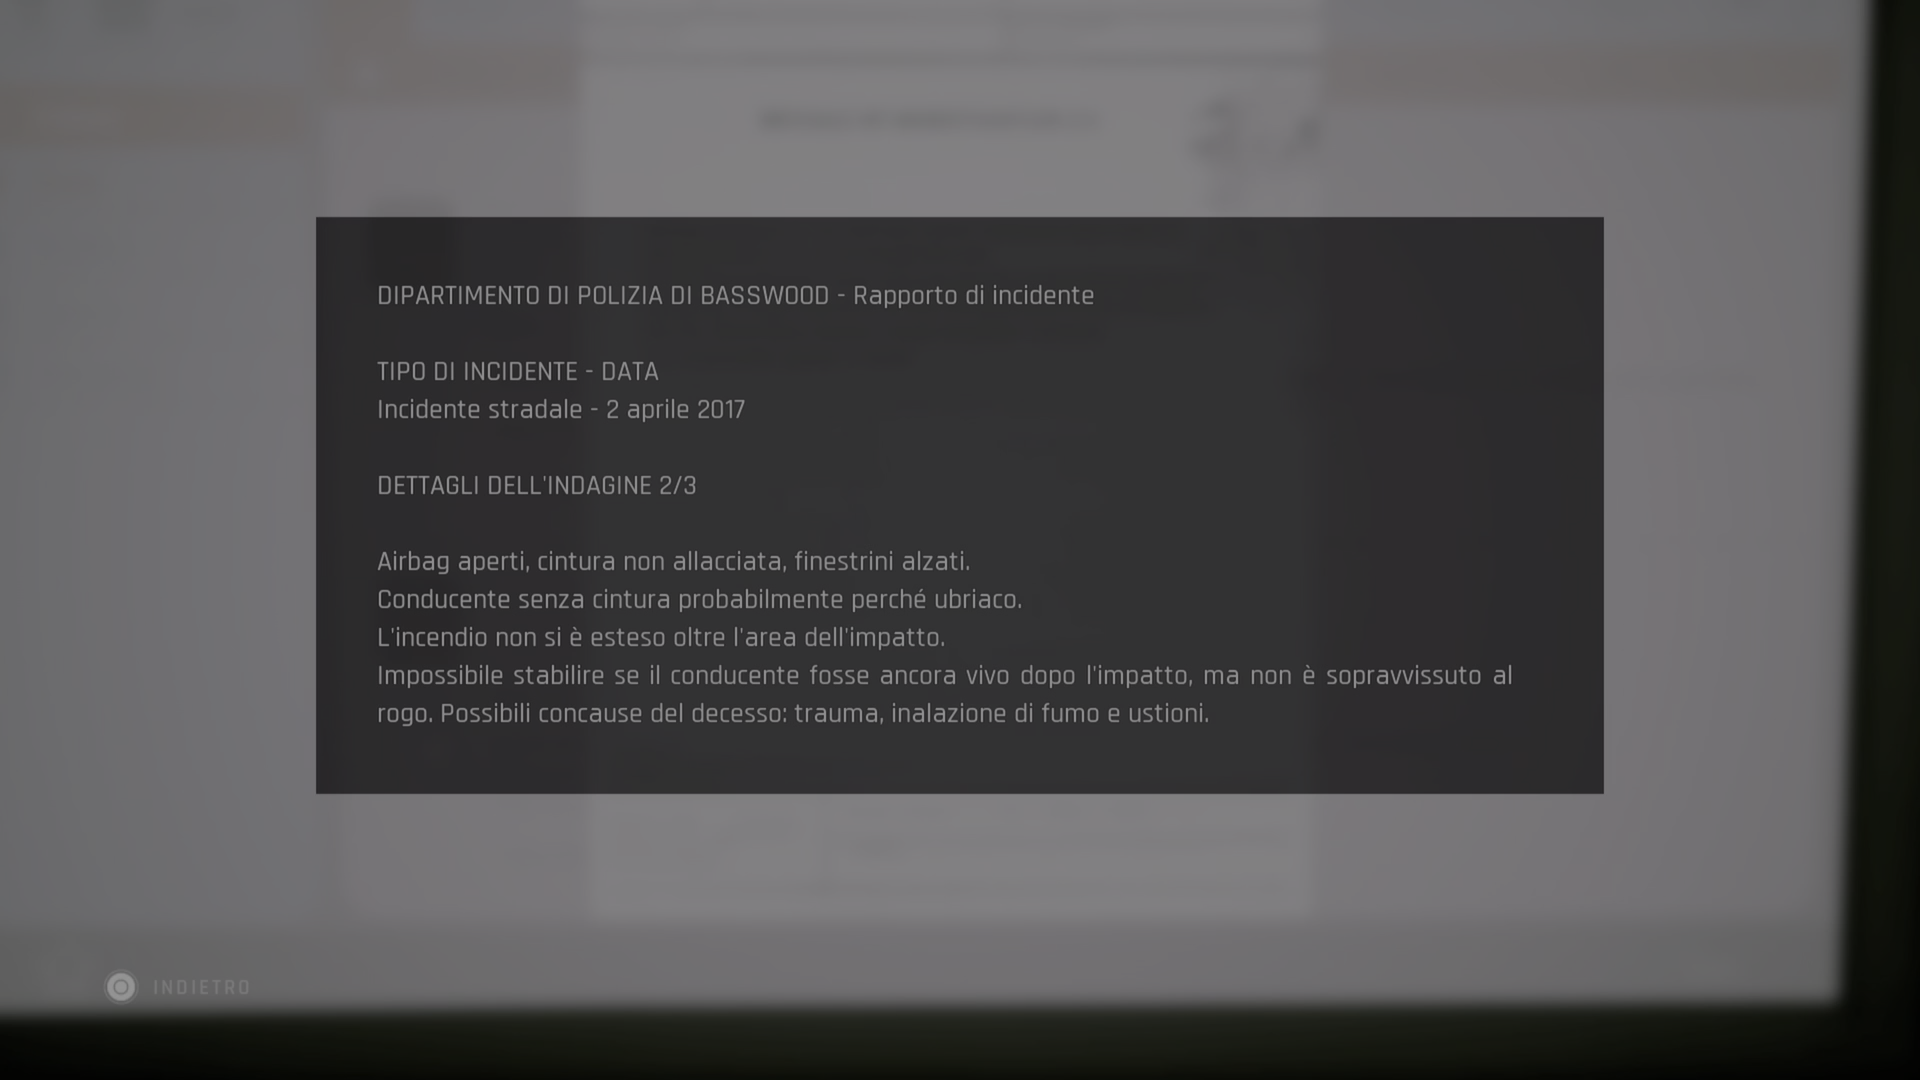 DIPARTIMENTO DI POLIZIA DI BASSWOOD - Rapporto di incidente
TIPO DI INCIDENTE - DATA
Incidente stradale - 2 aprile 2017
DETTAGLI DELL'INDAGINE 2/3
Airbag aperti, cintura non allacciata, finestrini alzati.
Conducente senza cintura probabilmente perché ubriaco.
L'incendio non si è esteso oltre l'area dell'impatto.
Impossibile stabilire se il conducente fosse ancora vivo dopo l'impatto, ma non è sopravvissuto al
rogo. Possibili concause del decesso: trauma, inalazione di fumo e ustioni.
INDIETRO